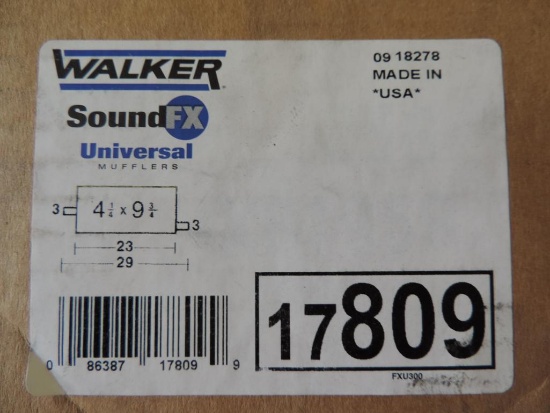 WALKER
09 18278
MADE IN
*USA*
SoundFX
Universal
MUFFLERS
3 4 1/4 x 9 3/4 3
23
29
17809
0 86387 17809 9
FXU300